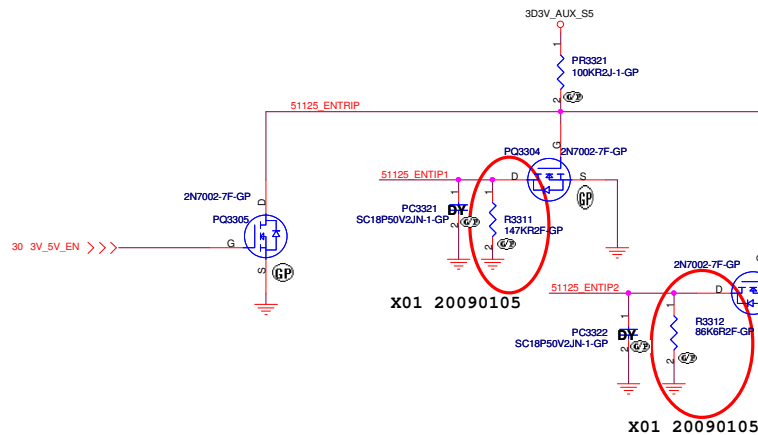 3D3V_AUX_S5
1
PR3321
100KR2J-1-GP
2
G/P
51125_ENTRIP
G
PQ3304
2N7002-7F-GP
51125_ENTIP1
D
S
GP
2N7002-7F-GP
D
PQ3305
1
PC3321
DY
SC18P50V2JN-1-GP
2
G/P
1
R3311
147KR2F-GP
2
G/P
30 3V_5V_EN
G
S
GP
2N7002-7F-GP
51125_ENTIP2
D
X01 20090105
1
PC3322
DY
SC18P50V2JN-1-GP
2
G/P
1
R3312
86K6R2F-GP
2
G/P
X01 20090105